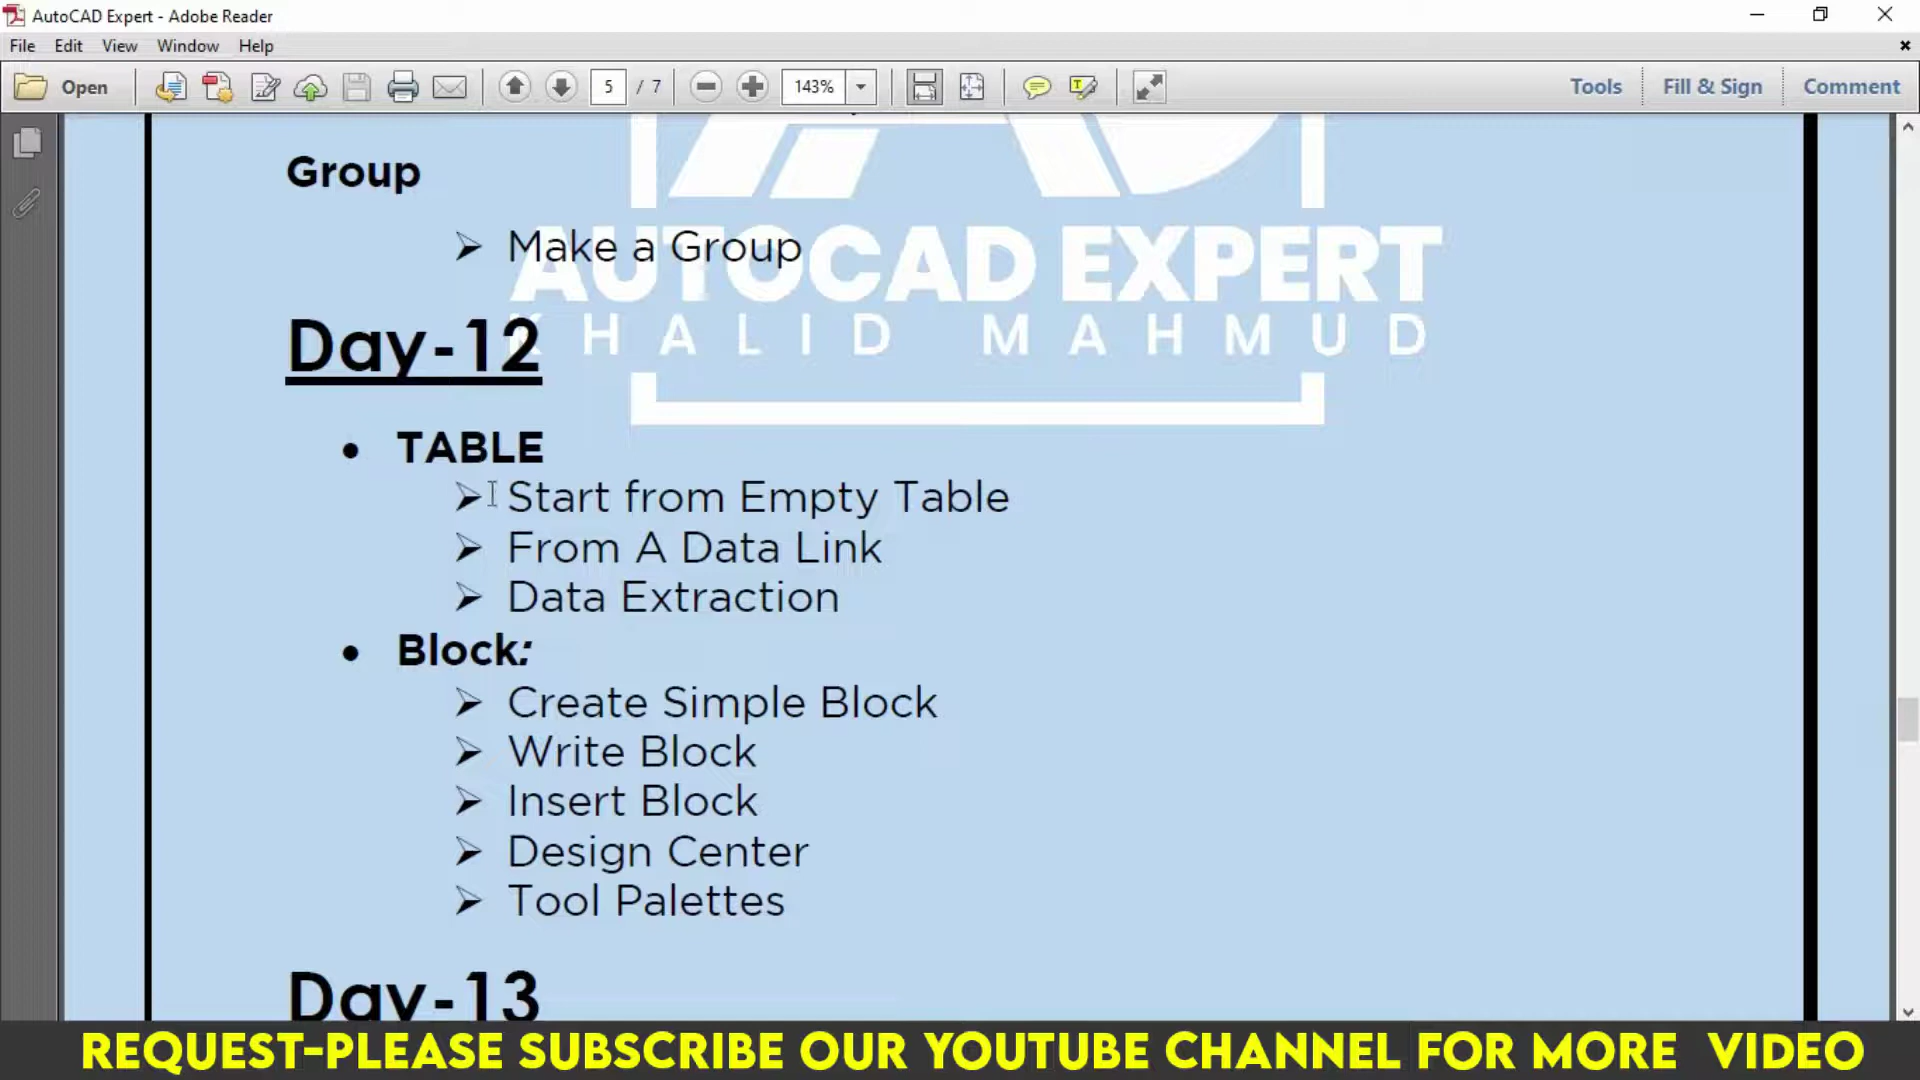 AutoCAD Expert - Adobe Reader
File Edit View Window Help
Open 5 / 7 143% Tools Fill & Sign Comment
Group
➢ Make a Group
AUTOCAD EXPERT
KHALID MAHMUD
Day-12
• TABLE
➢ Start from Empty Table
➢ From A Data Link
➢ Data Extraction
• Block:
➢ Create Simple Block
➢ Write Block
➢ Insert Block
➢ Design Center
➢ Tool Palettes
Day-13
REQUEST-PLEASE SUBSCRIBE OUR YOUTUBE CHANNEL FOR MORE VIDEO